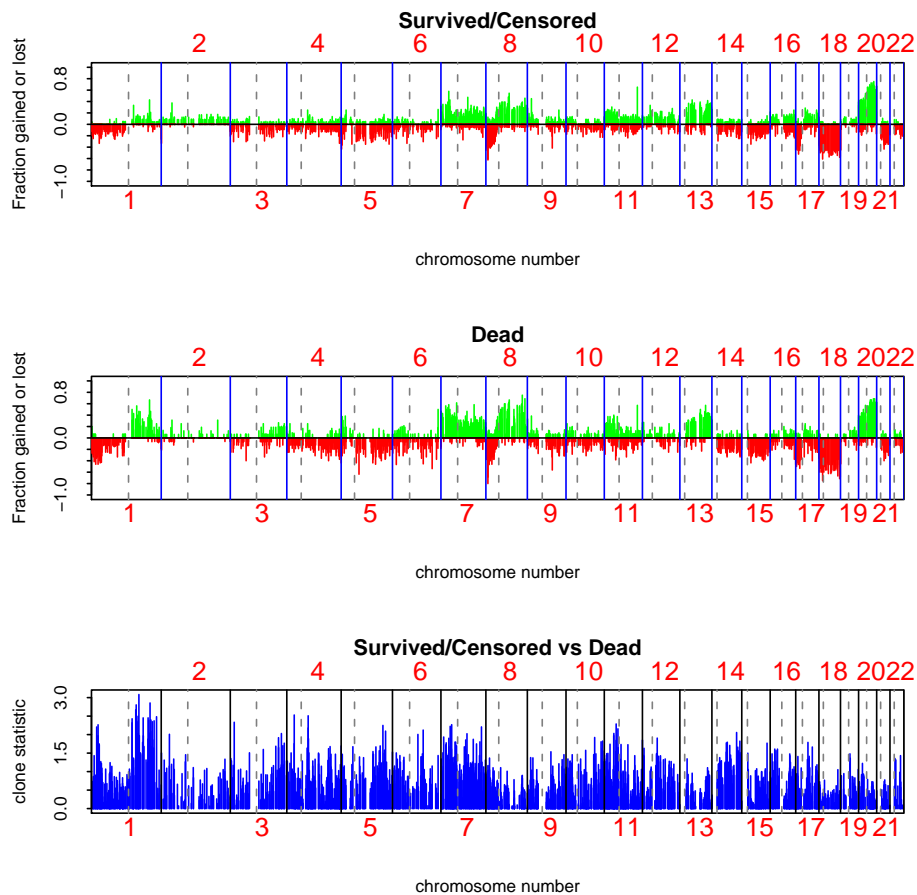 Survived/Censored
2 4 6 8 10 12 14 16 18 20 22
Fraction gained or lost
0.8
0.0
−1.0
1 3 5 7 9 11 13 15 17 19 21
chromosome number
Dead
2 4 6 8 10 12 14 16 18 20 22
Fraction gained or lost
0.8
0.0
−1.0
1 3 5 7 9 11 13 15 17 19 21
chromosome number
Survived/Censored vs Dead
2 4 6 8 10 12 14 16 18 20 22
clone statistic
3.0
1.5
0.0
1 3 5 7 9 11 13 15 17 19 21
chromosome number